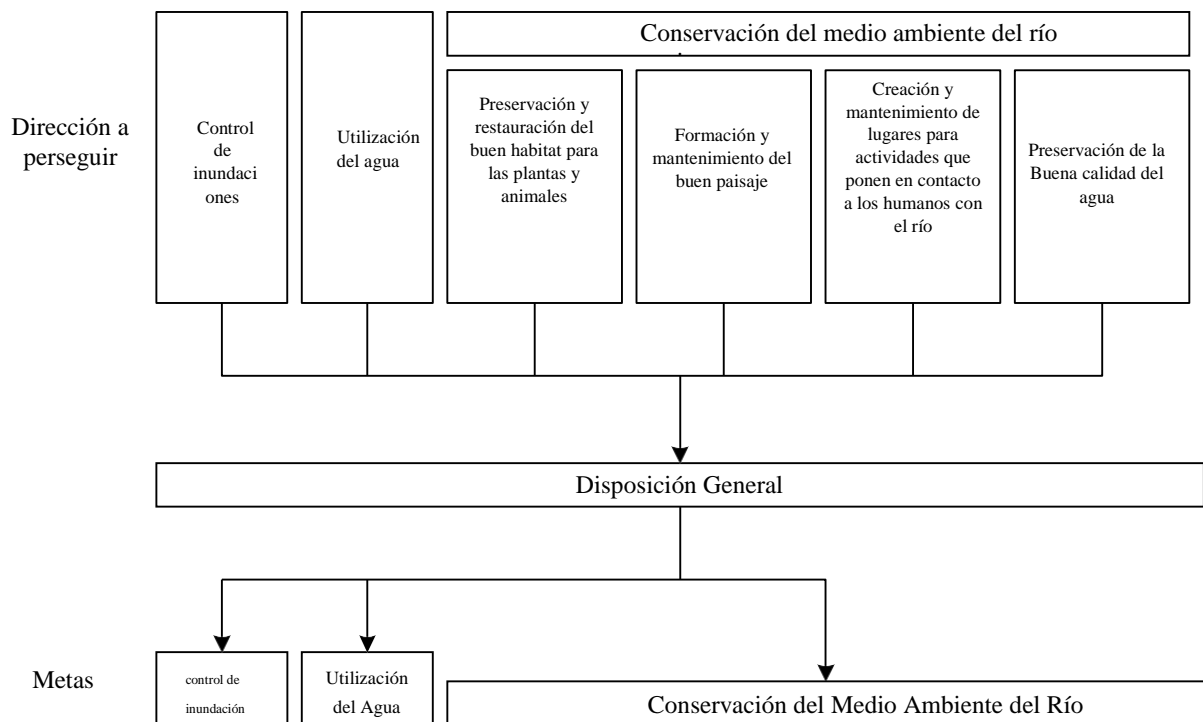 Conservación del medio ambiente del río
Dirección a
perseguir
Control
de
inundaci
ones
Utilización
del agua
Preservación y
restauración del
buen habitat para
las plantas y
animales
Formación y
mantenimiento del
buen paisaje
Creación y
mantenimiento de
lugares para
actividades que
ponen en contacto
a los humanos con
el río
Preservación de la
Buena calidad del
agua
Disposición General
Metas
control de
inundación
Utilización
del Agua
Conservación del Medio Ambiente del Río